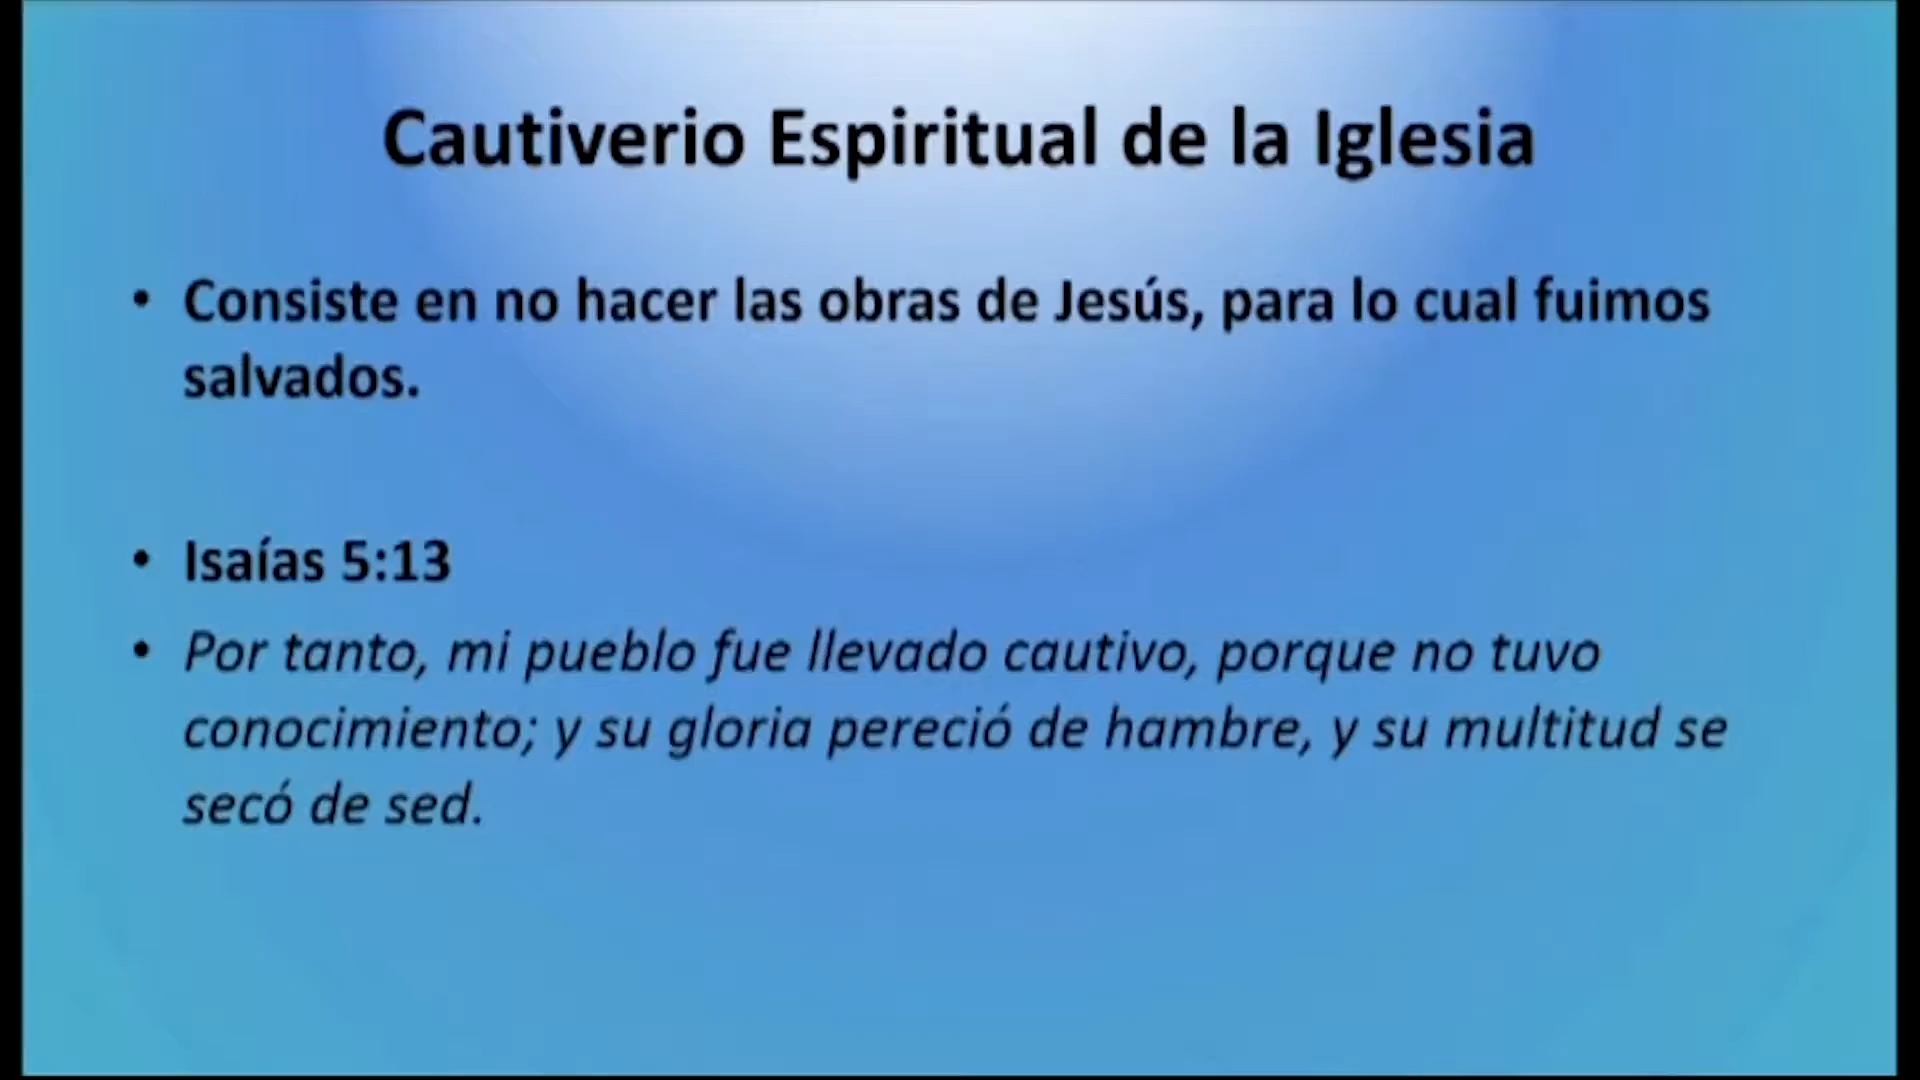 Cautiverio Espiritual de la Iglesia
• Consiste en no hacer las obras de Jesús, para lo cual fuimos
salvados.
• Isaías 5:13
• Por tanto, mi pueblo fue llevado cautivo, porque no tuvo
conocimiento; y su gloria pereció de hambre, y su multitud se
secó de sed.